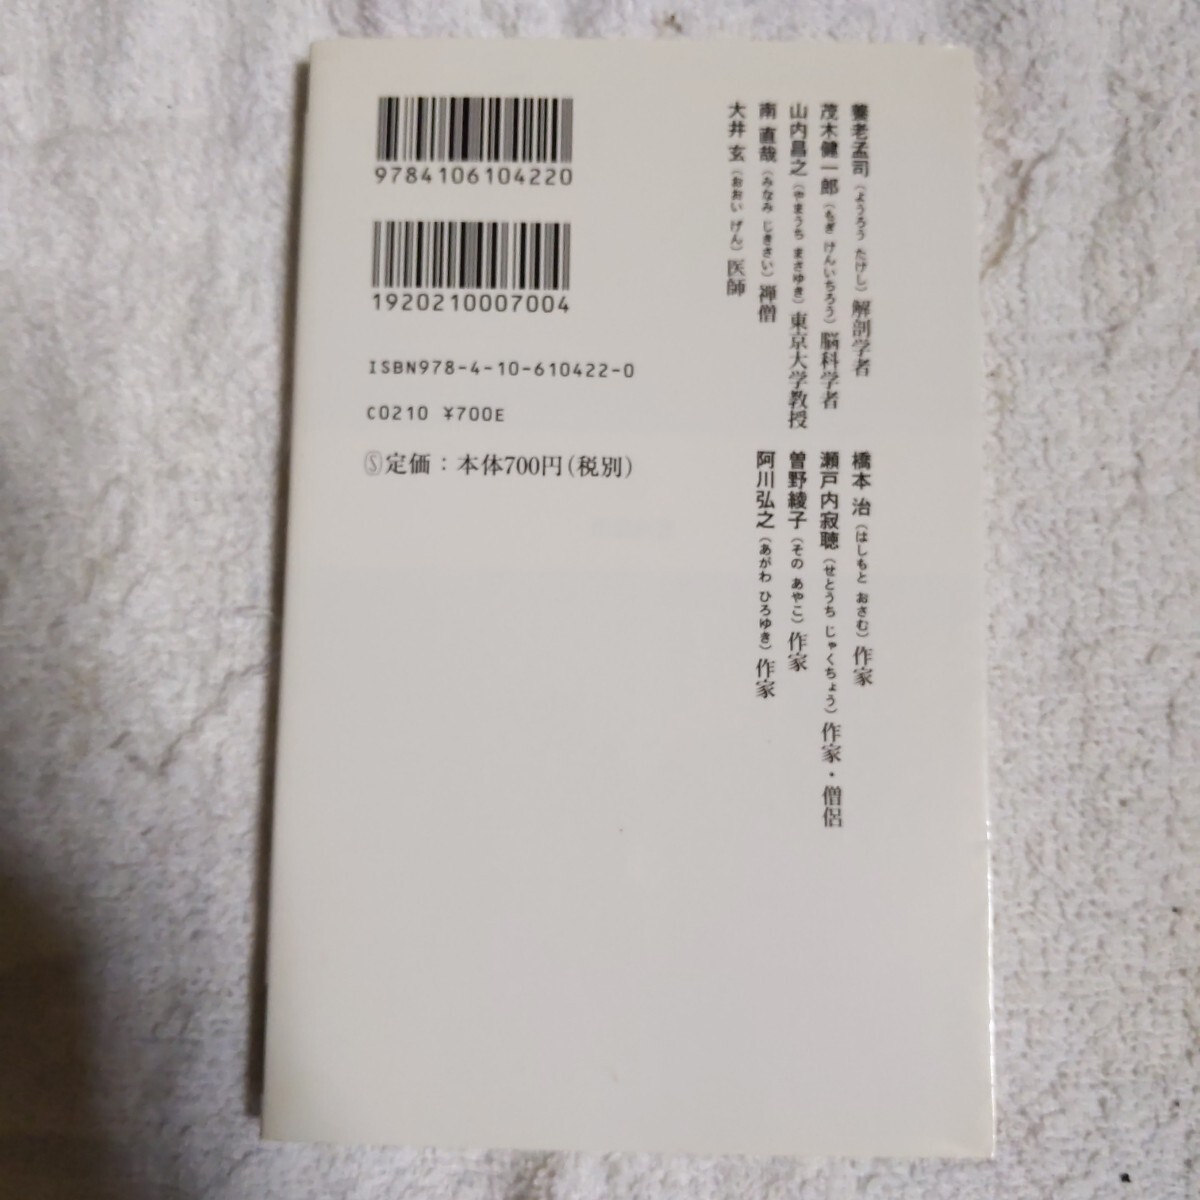 9784106104220
1920210007004
ISBN978-4-10-610422-0
C0210 ¥700E
Ⓢ定価：本体700円（税別）
養老孟司（ようろう たけし）解剖学者
茂木健一郎（もぎ けんいちろう）脳科学者
山内昌之（やまうち まさゆき）東京大学教授
南 直哉（みなみ じきさい）禅僧
大井 玄（おおい げん）医師
橋本 治（はしもと おさむ）作家
瀬戸内寂聴（せとうち じゃくちょう）作家・僧侶
曽野綾子（その あやこ）作家
阿川弘之（あがわ ひろゆき）作家